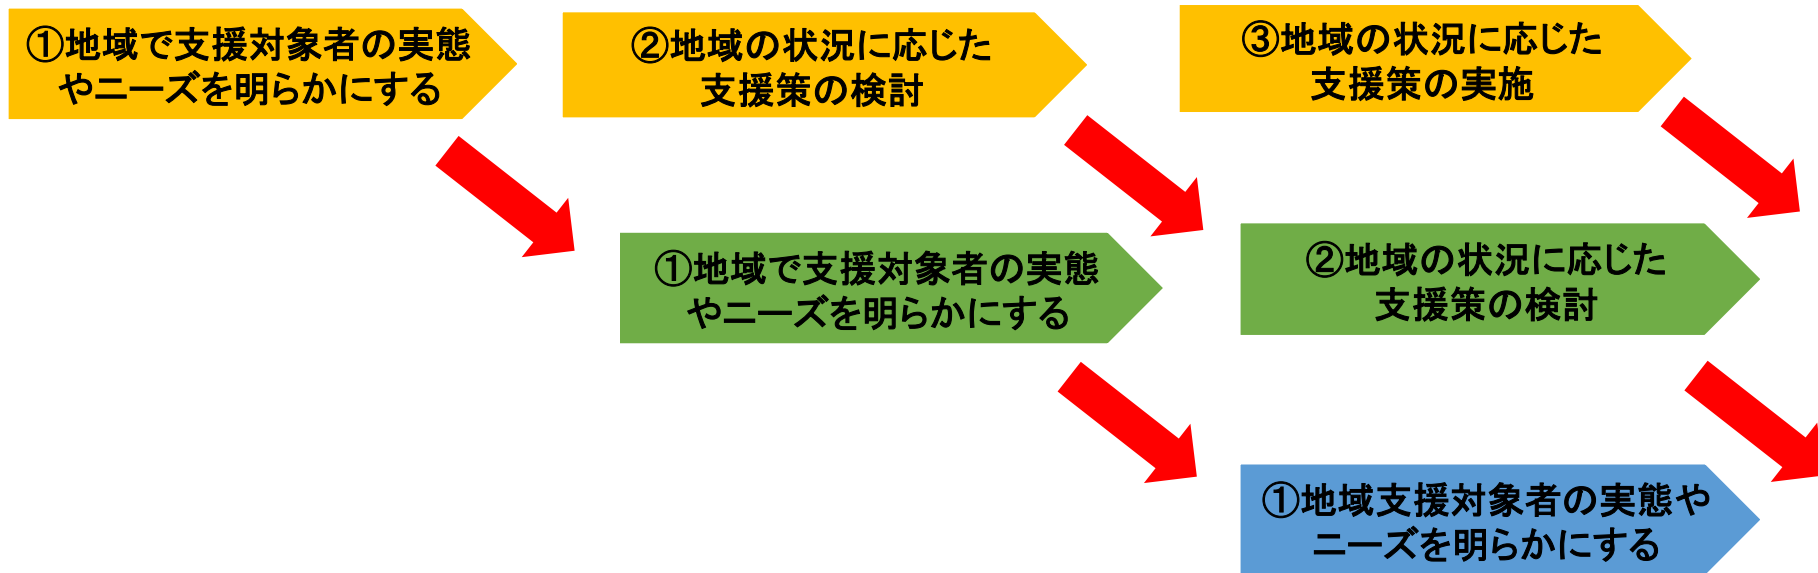 ①地域で支援対象者の実態
やニーズを明らかにする
②地域の状況に応じた
支援策の検討
③地域の状況に応じた
支援策の実施
①地域で支援対象者の実態
やニーズを明らかにする
②地域の状況に応じた
支援策の検討
①地域支援対象者の実態や
ニーズを明らかにする